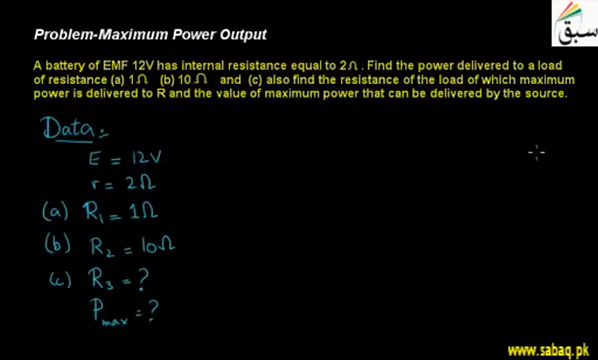 Problem-Maximum Power Output
سبق
A battery of EMF 12V has internal resistance equal to 2Ω. Find the power delivered to a load
of resistance (a) 1Ω (b) 10 Ω and (c) also find the resistance of the load of which maximum
power is delivered to R and the value of maximum power that can be delivered by the source.
Data:
E = 12V
r = 2Ω
(a) R₁ = 1Ω
(b) R₂ = 10Ω
(c) R₃ = ?
Pmax = ?
www.sabaq.pk